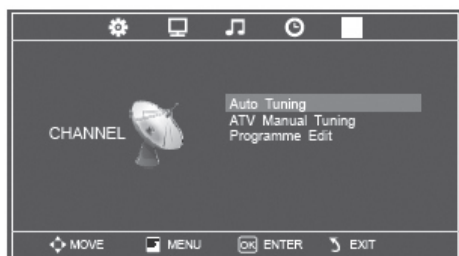 CHANNEL
Auto Tuning
ATV Manual Tuning
Programme Edit
MOVE MENU OK ENTER EXIT